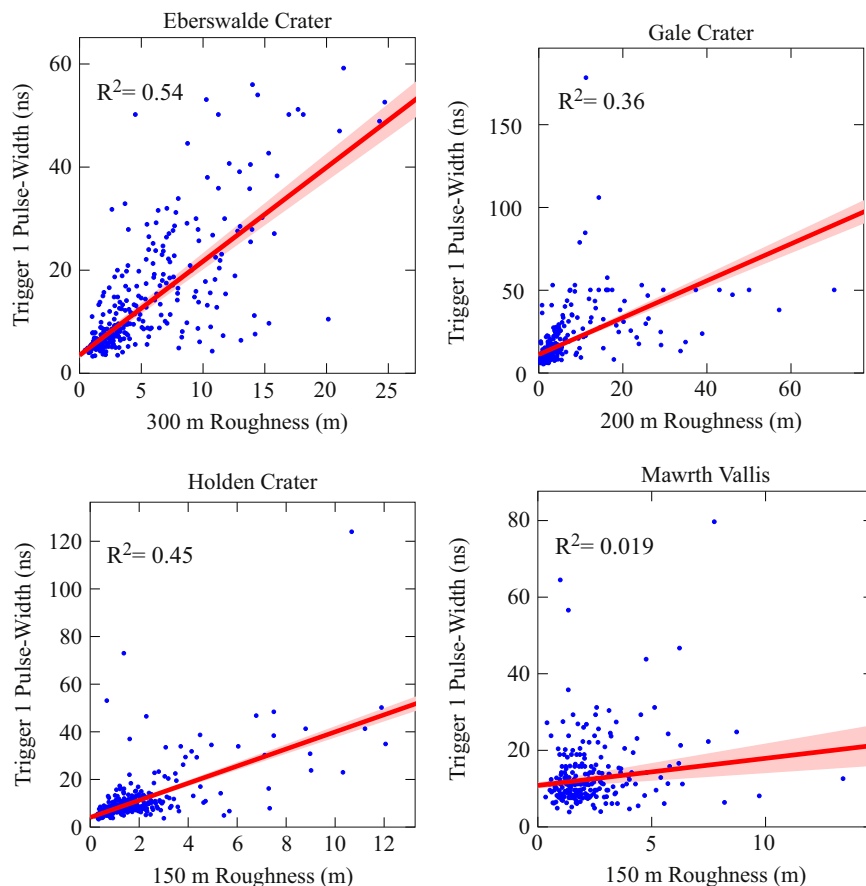 Eberswalde Crater
R²= 0.54
Trigger 1 Pulse-Width (ns)
60
40
20
0
0 5 10 15 20 25
300 m Roughness (m)
Gale Crater
R²= 0.36
Trigger 1 Pulse-Width (ns)
150
100
50
0
0 20 40 60
200 m Roughness (m)
Holden Crater
R²= 0.45
Trigger 1 Pulse-Width (ns)
120
100
80
60
40
20
0
0 2 4 6 8 10 12
150 m Roughness (m)
Mawrth Vallis
R²= 0.019
Trigger 1 Pulse-Width (ns)
80
60
40
20
0
0 5 10
150 m Roughness (m)